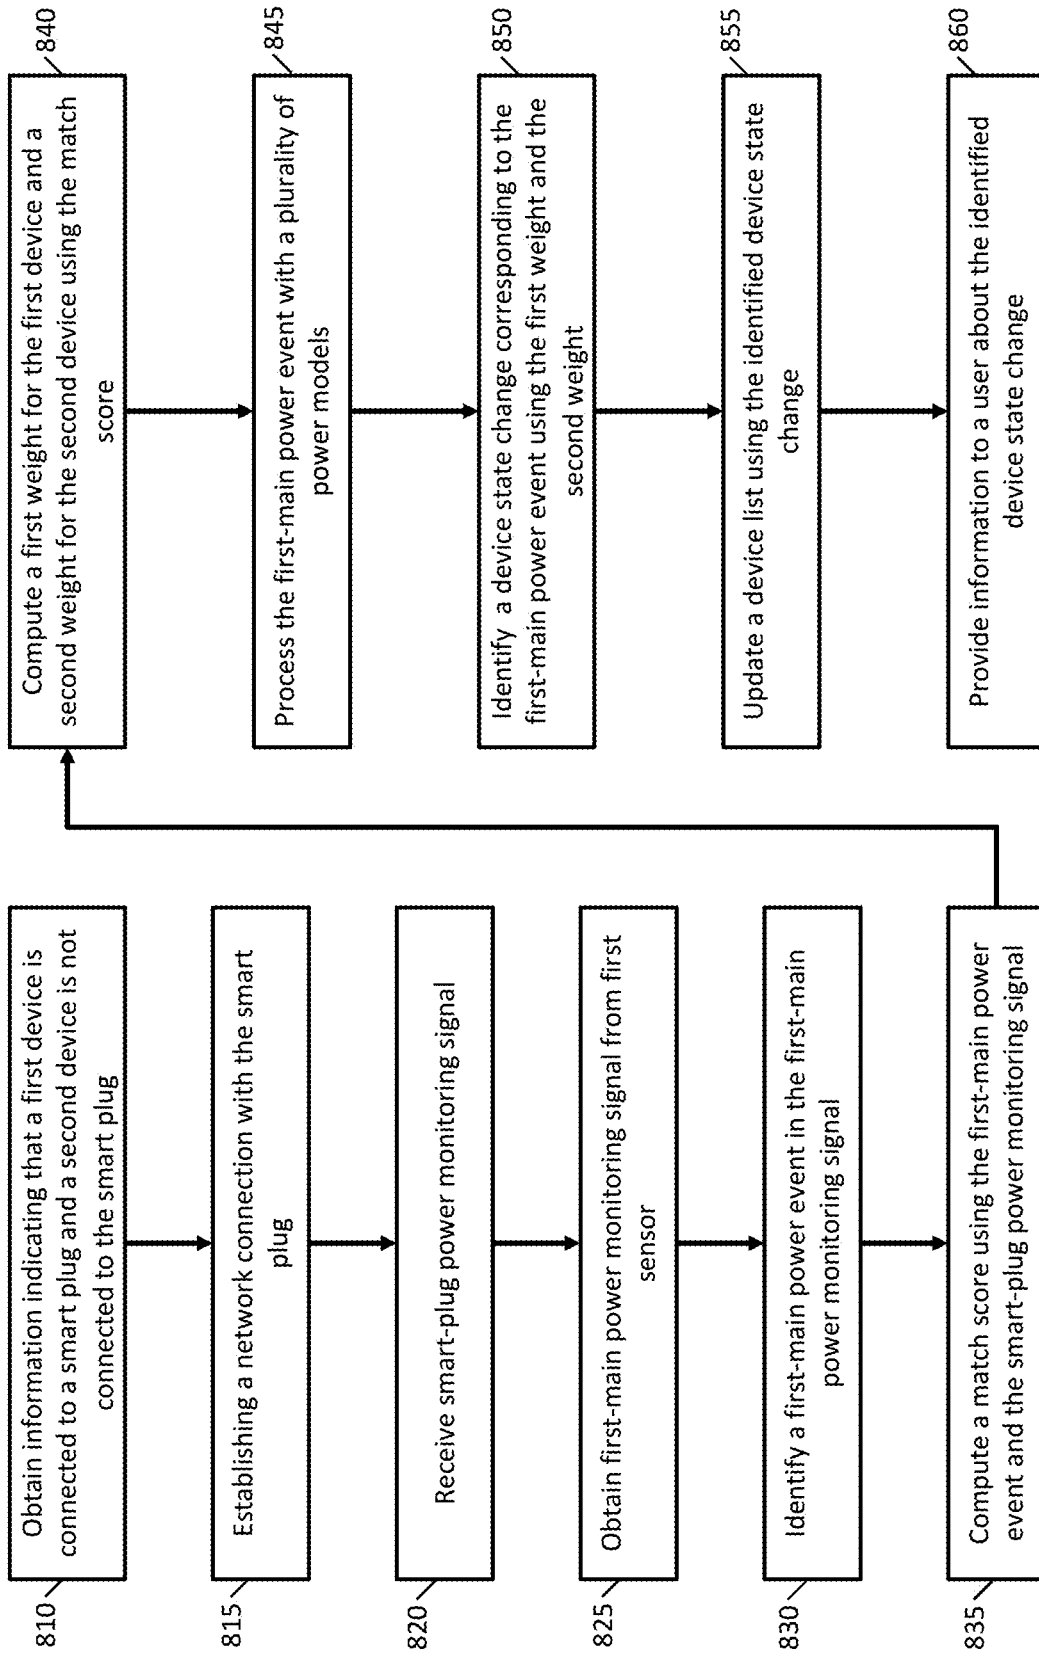 810
Obtain information indicating that a first device is
connected to a smart plug and a second device is not
connected to the smart plug
815
Establishing a network connection with the smart
plug
820
Receive smart-plug power monitoring signal
825
Obtain first-main power monitoring signal from first
sensor
830
Identify a first-main power event in the first-main
power monitoring signal
835
Compute a match score using the first-main power
event and the smart-plug power monitoring signal
840
Compute a first weight for the first device and a
second weight for the second device using the match
score
845
Process the first-main power event with a plurality of
power models
850
Identify a device state change corresponding to the
first-main power event using the first weight and the
second weight
855
Update a device list using the identified device state
change
860
Provide information to a user about the identified
device state change